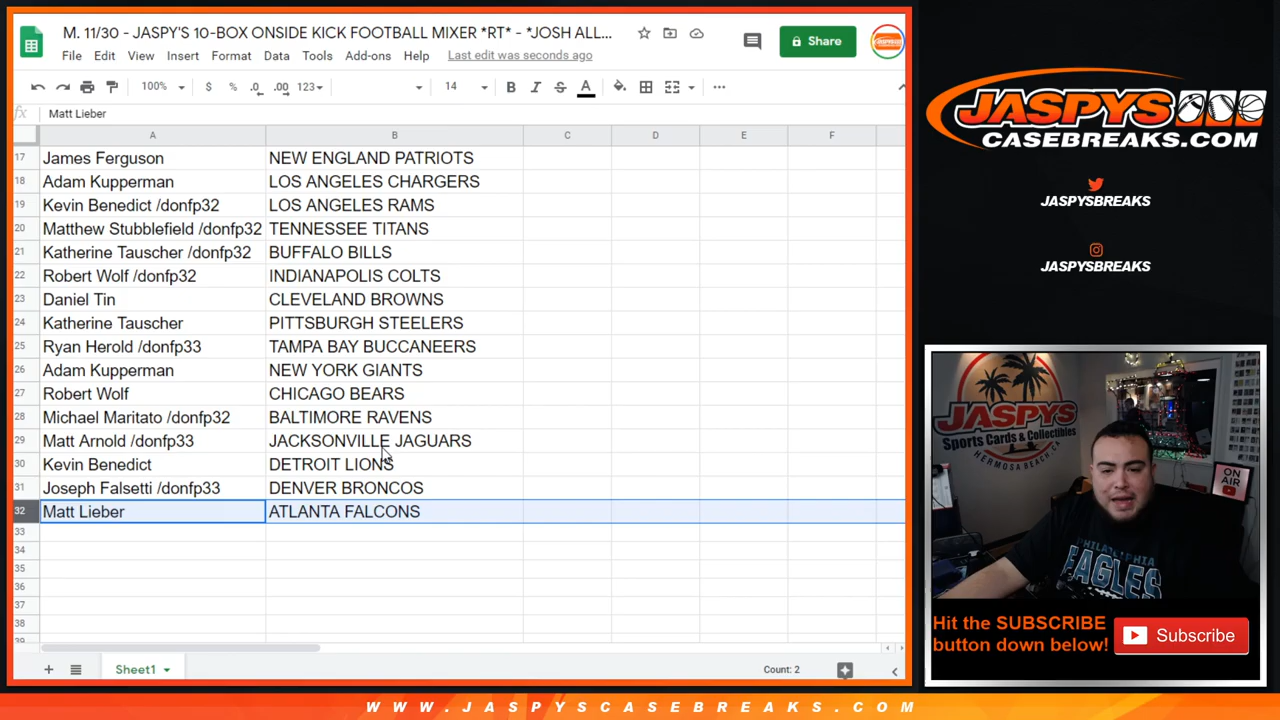 M. 11/30 - JASPY'S 10-BOX ONSIDE KICK FOOTBALL MIXER *RT* - *JOSH ALL...
Share
File Edit View Insert Format Data Tools Add-ons Help Last edit was seconds ago
100% $ % .0 .00 123 14 B I S A
fx Matt Lieber
A B C D E F
17 James Ferguson NEW ENGLAND PATRIOTS
18 Adam Kupperman LOS ANGELES CHARGERS
19 Kevin Benedict /donfp32 LOS ANGELES RAMS
20 Matthew Stubblefield /donfp32 TENNESSEE TITANS
21 Katherine Tauscher /donfp32 BUFFALO BILLS
22 Robert Wolf /donfp32 INDIANAPOLIS COLTS
23 Daniel Tin CLEVELAND BROWNS
24 Katherine Tauscher PITTSBURGH STEELERS
25 Ryan Herold /donfp33 TAMPA BAY BUCCANEERS
26 Adam Kupperman NEW YORK GIANTS
27 Robert Wolf CHICAGO BEARS
28 Michael Maritato /donfp32 BALTIMORE RAVENS
29 Matt Arnold /donfp33 JACKSONVILLE JAGUARS
30 Kevin Benedict DETROIT LIONS
31 Joseph Falsetti /donfp33 DENVER BRONCOS
32 Matt Lieber ATLANTA FALCONS
33
34
35
36
37
38
39
Sheet1
Count: 2
JASPYS
CASEBREAKS.COM
JASPYSBREAKS
JASPYSBREAKS
JASPYS
Sports Cards & Collectibles
HERMOSA BEACH, CA
ON AIR
PHILADELPHIA
EAGLES
Hit the SUBSCRIBE
button down below!
Subscribe
WWW.JASPYSCASEBREAKS.COM